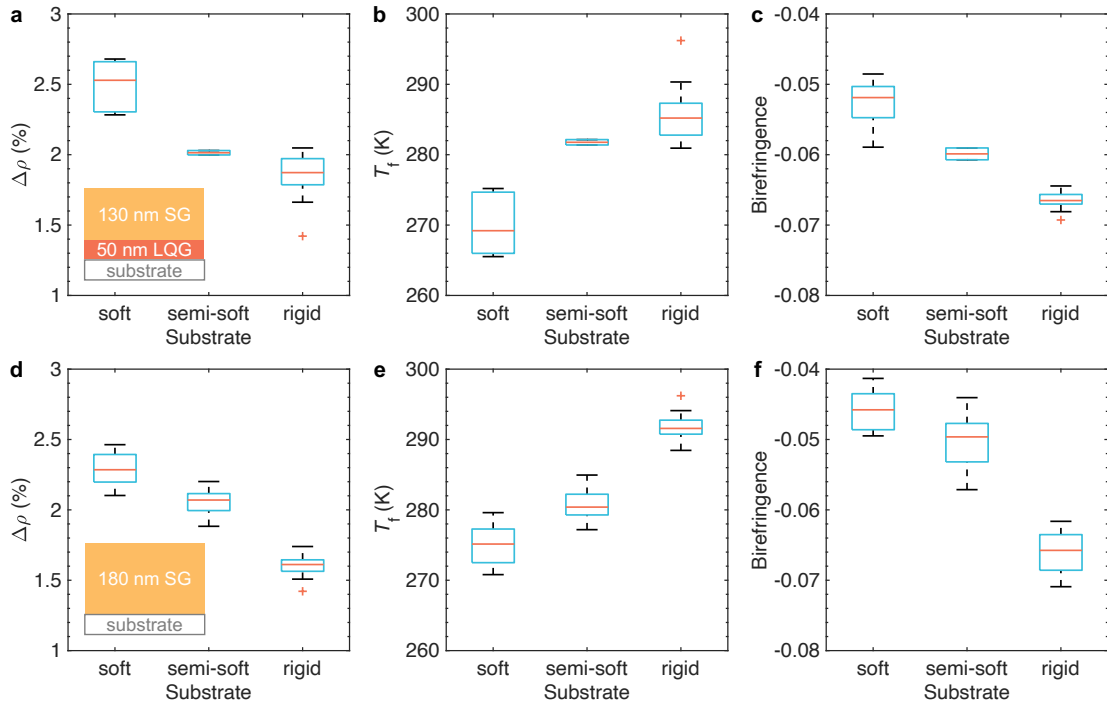 a
3
2.5
2
1.5
1
Δρ (%)
130 nm SG
50 nm LQG
substrate
soft semi-soft rigid
Substrate
b
300
290
280
270
260
T_f (K)
soft semi-soft rigid
Substrate
c
-0.04
-0.05
-0.06
-0.07
-0.08
Birefringence
soft semi-soft rigid
Substrate
d
3
2.5
2
1.5
1
Δρ (%)
180 nm SG
substrate
soft semi-soft rigid
Substrate
e
300
290
280
270
260
T_f (K)
soft semi-soft rigid
Substrate
f
-0.04
-0.05
-0.06
-0.07
-0.08
Birefringence
soft semi-soft rigid
Substrate